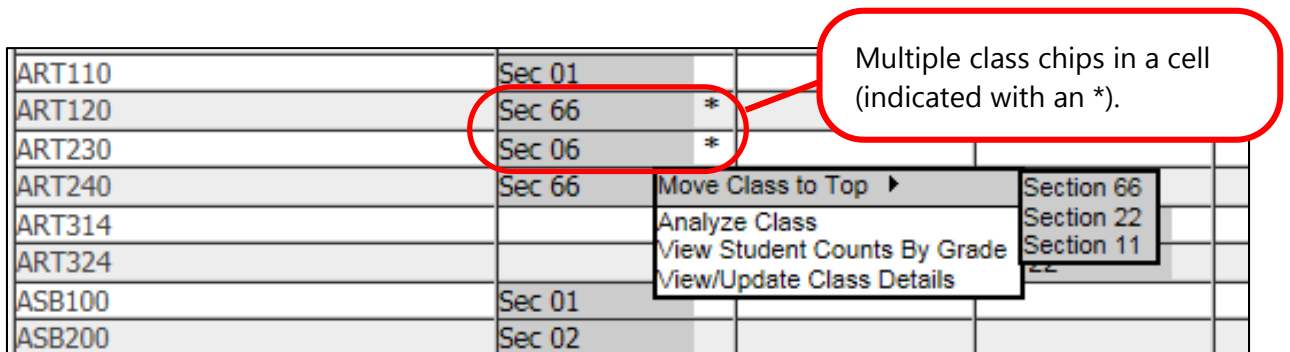 Multiple class chips in a cell
(indicated with an *).
ART110 Sec 01
ART120 Sec 66 *
ART230 Sec 06 *
ART240 Sec 66 Move Class to Top Section 66
ART314 Analyze Class Section 22
View Student Counts By Grade Section 11
ART324 View/Update Class Details
ASB100 Sec 01
ASB200 Sec 02